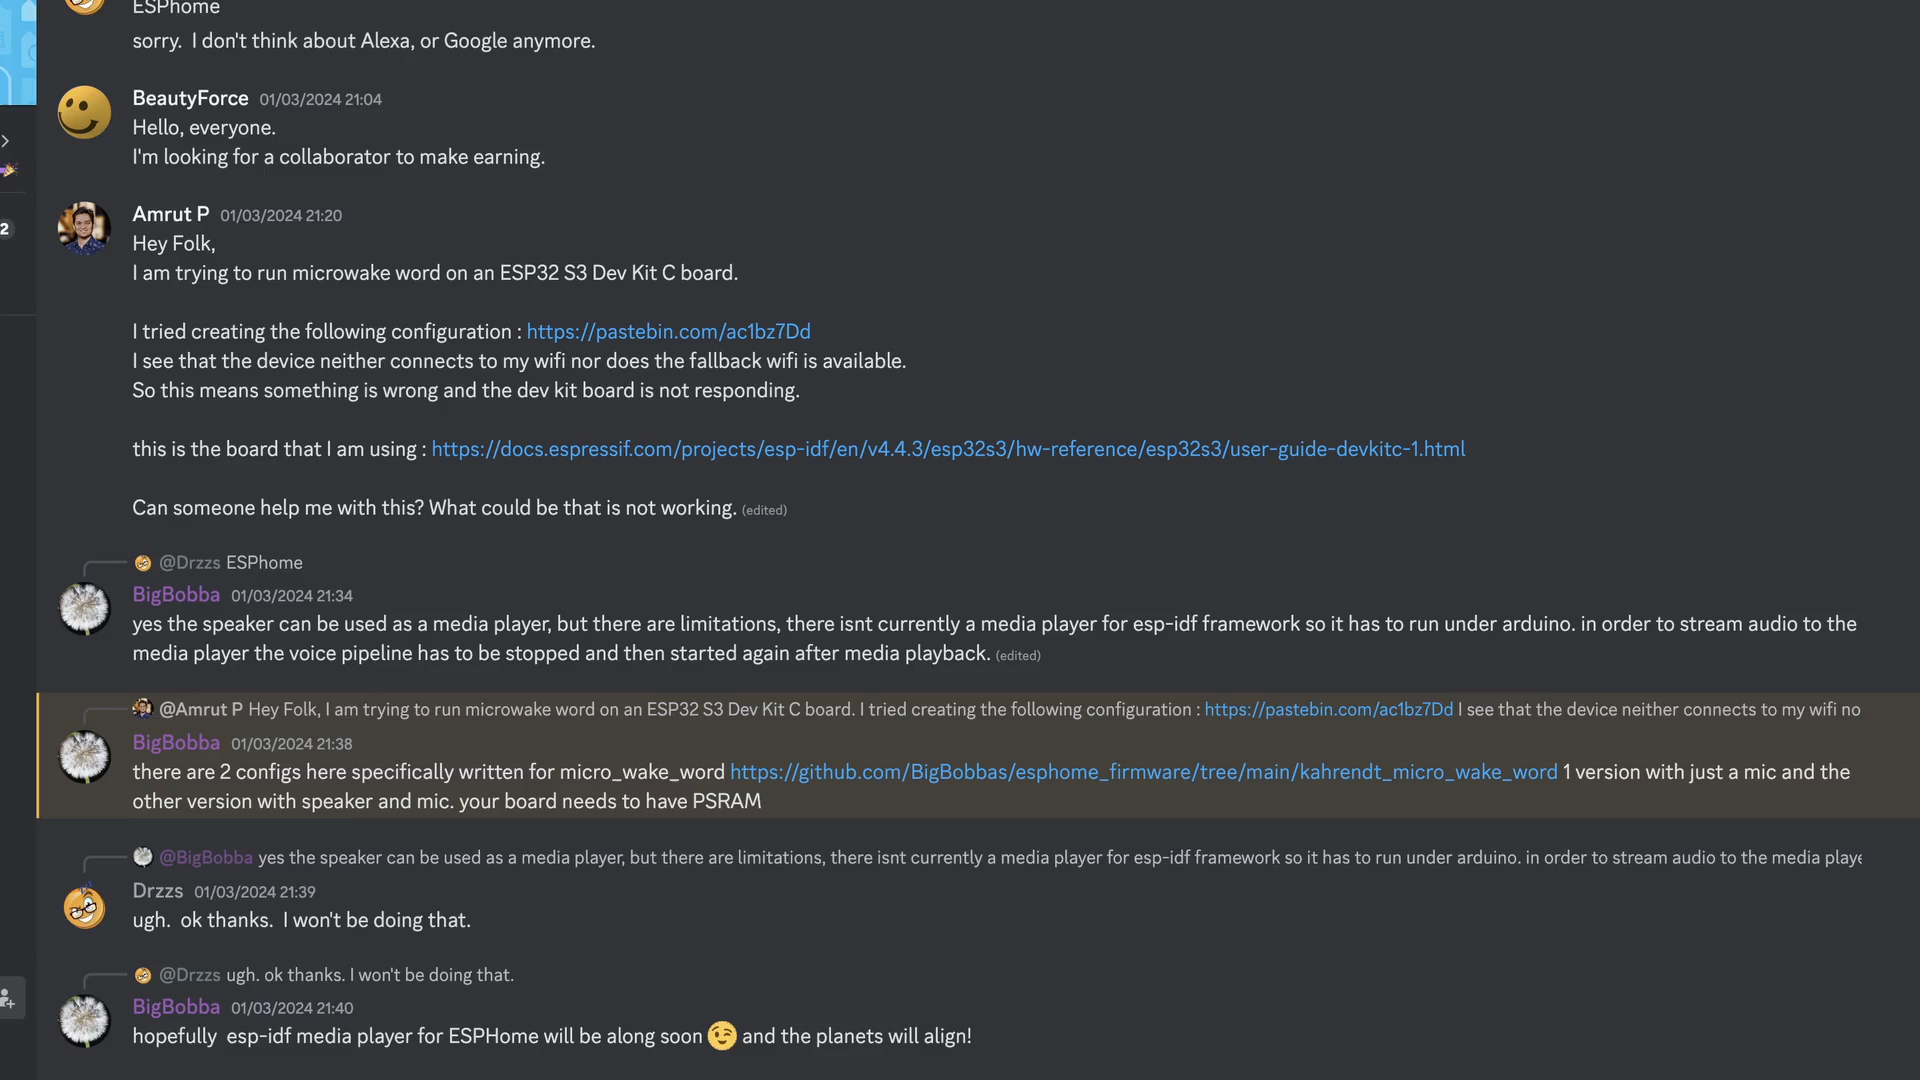 ESPhome
sorry.  I don't think about Alexa, or Google anymore.
BeautyForce 01/03/2024 21:04
Hello, everyone.
I'm looking for a collaborator to make earning.
Amrut P 01/03/2024 21:20
Hey Folk,
I am trying to run microwake word on an ESP32 S3 Dev Kit C board.
I tried creating the following configuration : https://pastebin.com/ac1bz7Dd
I see that the device neither connects to my wifi nor does the fallback wifi is available.
So this means something is wrong and the dev kit board is not responding.
this is the board that I am using : https://docs.espressif.com/projects/esp-idf/en/v4.4.3/esp32s3/hw-reference/esp32s3/user-guide-devkitc-1.html
Can someone help me with this? What could be that is not working. (edited)
2
@Drzzs ESPhome
BigBobba 01/03/2024 21:34
yes the speaker can be used as a media player, but there are limitations, there isnt currently a media player for esp-idf framework so it has to run under arduino. in order to stream audio to the
media player the voice pipeline has to be stopped and then started again after media playback. (edited)
@Amrut P Hey Folk, I am trying to run microwake word on an ESP32 S3 Dev Kit C board. I tried creating the following configuration : https://pastebin.com/ac1bz7Dd I see that the device neither connects to my wifi no
BigBobba 01/03/2024 21:38
there are 2 configs here specifically written for micro_wake_word https://github.com/BigBobbas/esphome_firmware/tree/main/kahrendt_micro_wake_word 1 version with just a mic and the
other version with speaker and mic. your board needs to have PSRAM
@BigBobba yes the speaker can be used as a media player, but there are limitations, there isnt currently a media player for esp-idf framework so it has to run under arduino. in order to stream audio to the media playe
Drzzs 01/03/2024 21:39
ugh.  ok thanks.  I won't be doing that.
@Drzzs ugh. ok thanks. I won't be doing that.
BigBobba 01/03/2024 21:40
hopefully  esp-idf media player for ESPHome will be along soon 😉 and the planets will align!